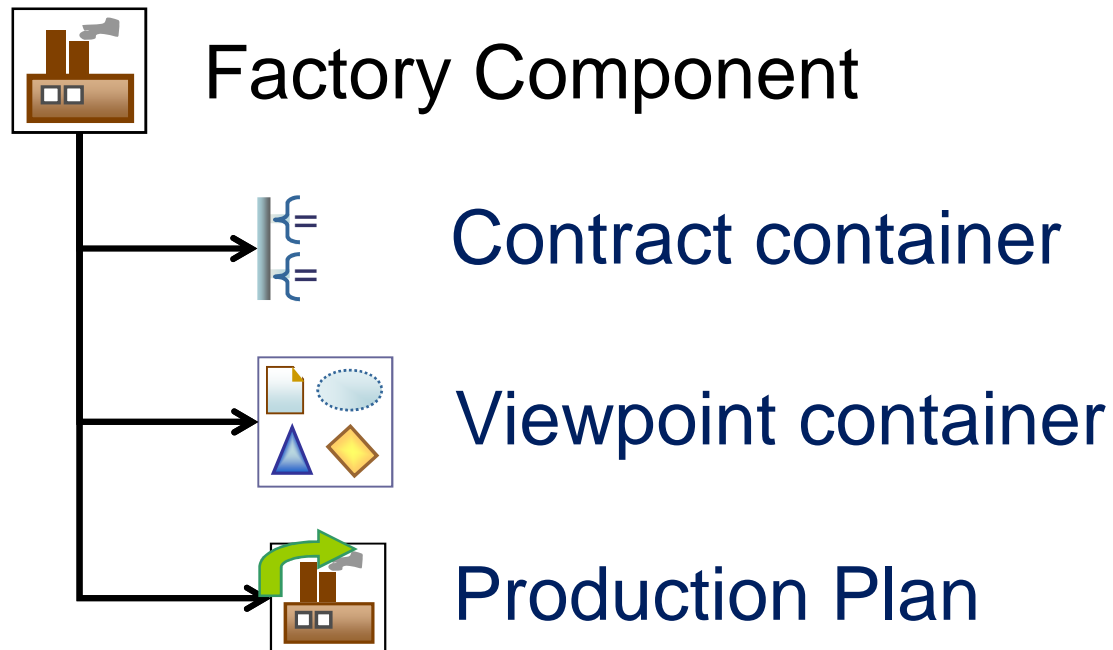 Factory Component
Contract container
Viewpoint container
Production Plan